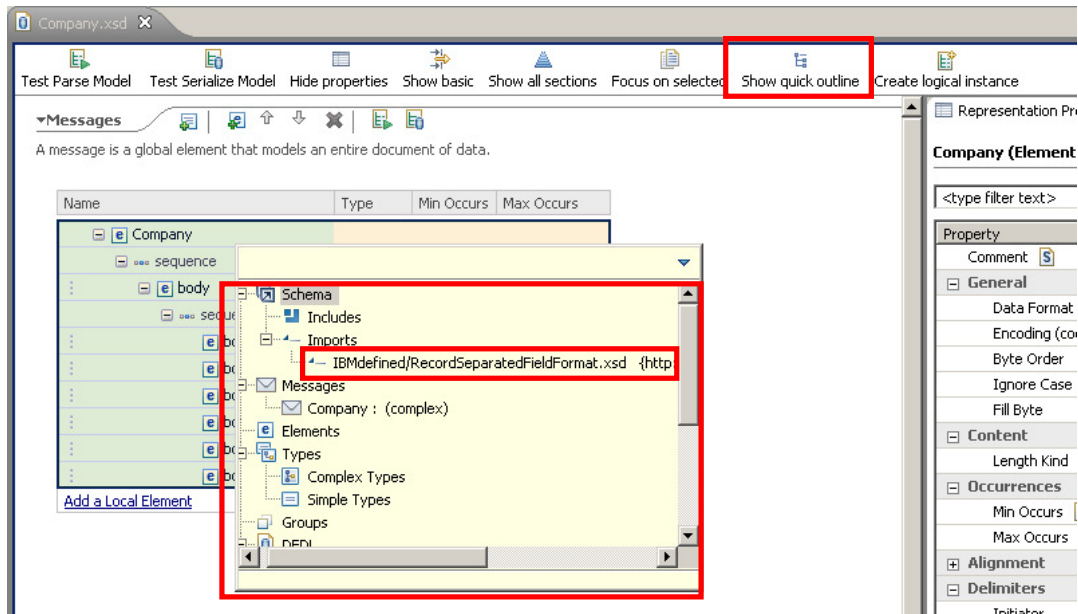 Company.xsd
Test Parse Model Test Serialize Model Hide properties Show basic Show all sections Focus on selected Show quick outline Create logical instance
Messages
A message is a global element that models an entire document of data.
Name Type Min Occurs Max Occurs
e Company
sequence
e body
e
e
e
e
e
e
Add a Local Element
Schema
Includes
Imports
IBMdefined/RecordSeparatedFieldFormat.xsd {http:
Messages
Company : (complex)
e Elements
Types
Complex Types
Simple Types
Groups
Representation Pr
Company (Element
<type filter text>
Property
Comment S
General
Data Format
Encoding (co
Byte Order
Ignore Case
Fill Byte
Content
Length Kind
Occurrences
Min Occurs
Max Occurs
Alignment
Delimiters
Initiator